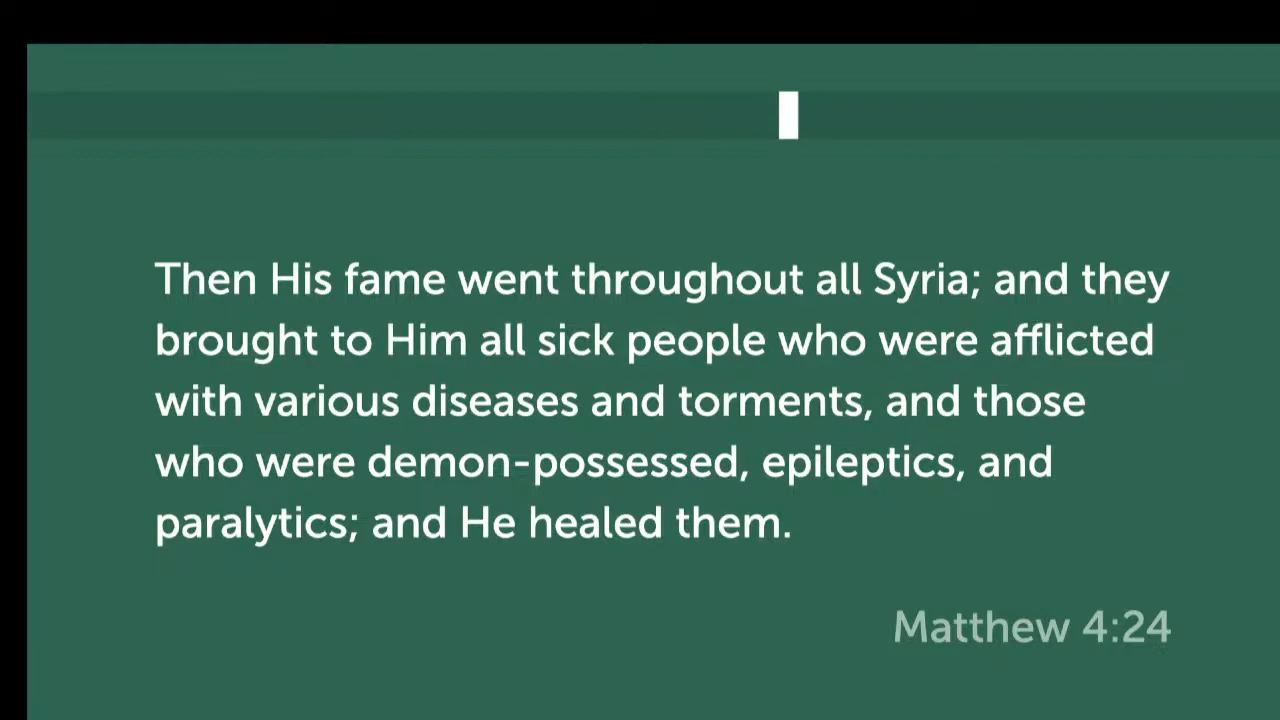 Then His fame went throughout all Syria; and they
brought to Him all sick people who were afflicted
with various diseases and torments, and those
who were demon-possessed, epileptics, and
paralytics; and He healed them.
Matthew 4:24